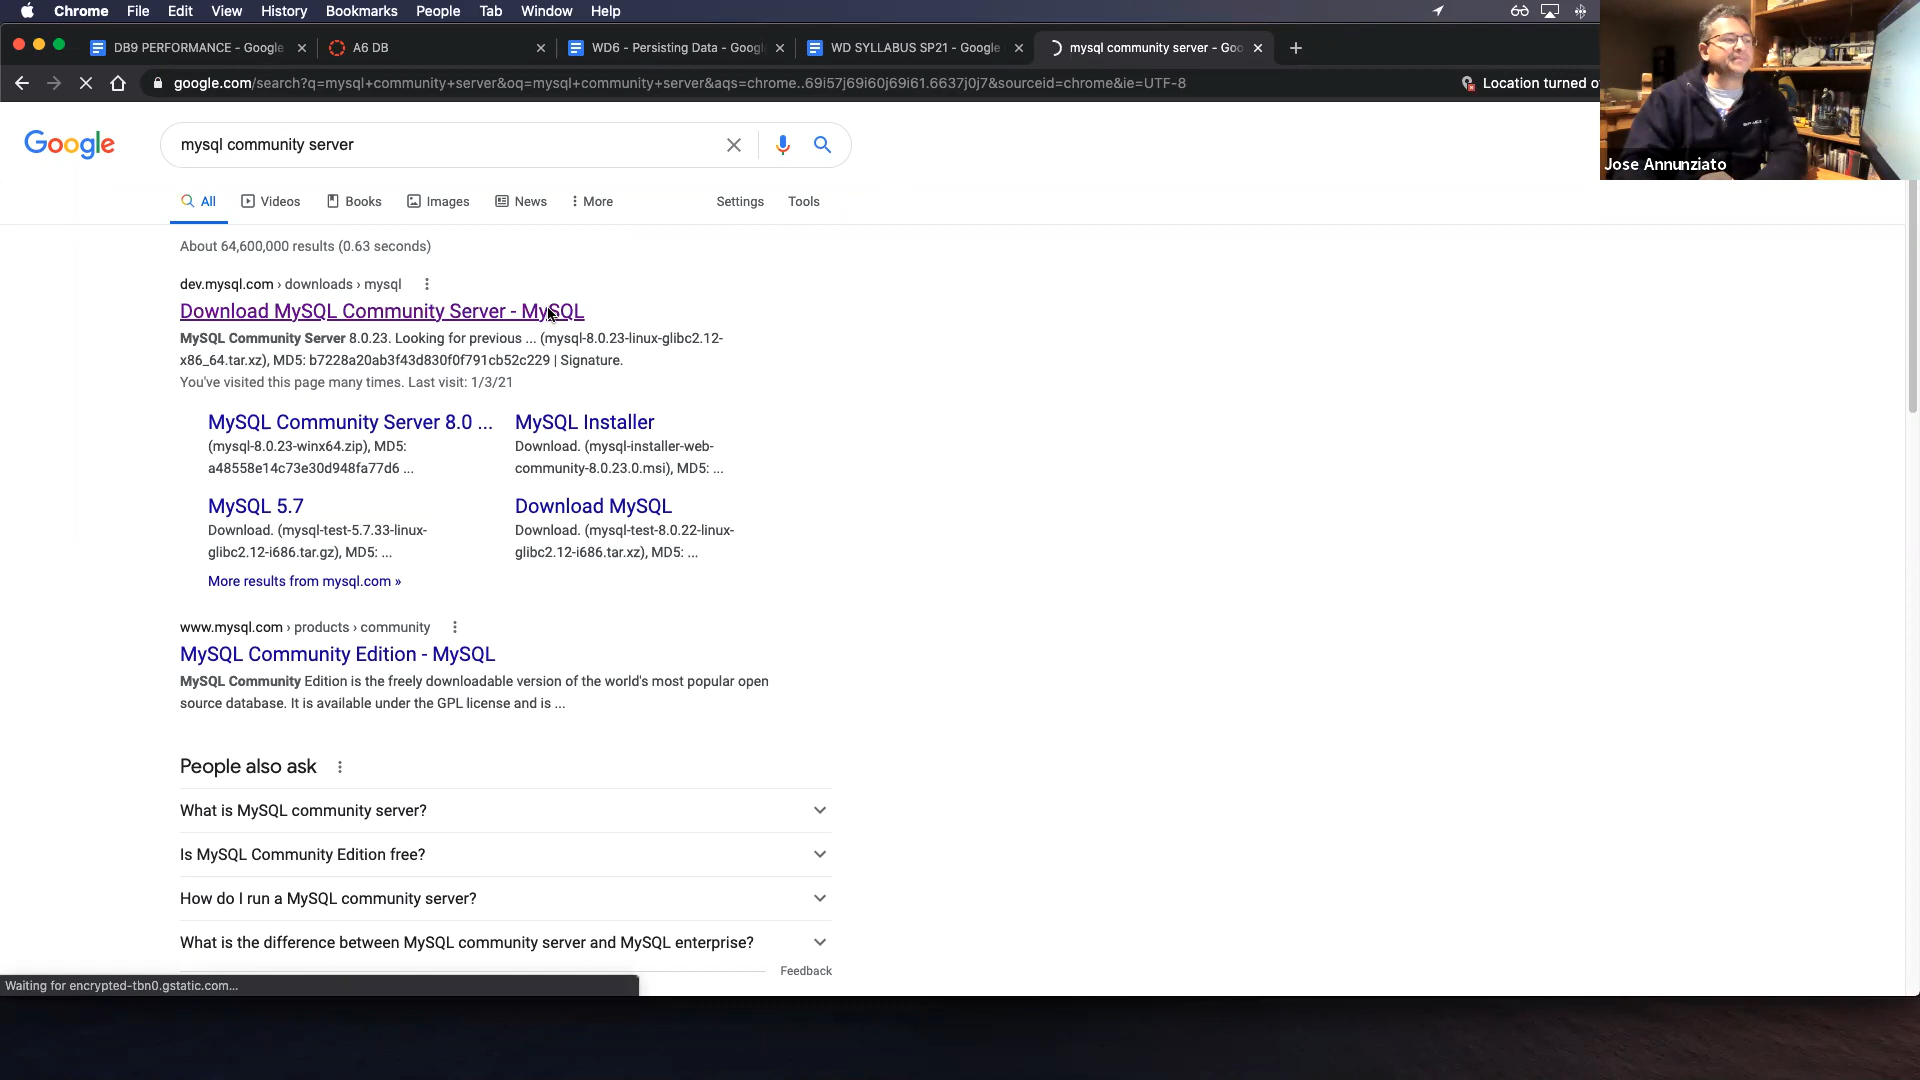 Chrome File Edit View History Bookmarks People Tab Window Help
DB9 PERFORMANCE - Google
A6 DB
WD6 - Persisting Data - Googl
WD SYLLABUS SP21 - Google
mysql community server - Goo
google.com/search?q=mysql+community+server&oq=mysql+community+server&aqs=chrome..69i57j69i60j69i61.6637j0j7&sourceid=chrome&ie=UTF-8
Location turned o
Jose Annunziato
Google
mysql community server
All Videos Books Images News More Settings Tools
About 64,600,000 results (0.63 seconds)
dev.mysql.com › downloads › mysql
Download MySQL Community Server - MySQL
MySQL Community Server 8.0.23. Looking for previous ... (mysql-8.0.23-linux-glibc2.12-
x86_64.tar.xz), MD5: b7228a20ab3f43d830f0f791cb52c229 | Signature.
You've visited this page many times. Last visit: 1/3/21
MySQL Community Server 8.0 ...
(mysql-8.0.23-winx64.zip), MD5:
a48558e14c73e30d948fa77d6 ...
MySQL Installer
Download. (mysql-installer-web-
community-8.0.23.0.msi), MD5: ...
MySQL 5.7
Download. (mysql-test-5.7.33-linux-
glibc2.12-i686.tar.gz), MD5: ...
Download MySQL
Download. (mysql-test-8.0.22-linux-
glibc2.12-i686.tar.xz), MD5: ...
More results from mysql.com »
www.mysql.com › products › community
MySQL Community Edition - MySQL
MySQL Community Edition is the freely downloadable version of the world's most popular open
source database. It is available under the GPL license and is ...
People also ask
What is MySQL community server?
Is MySQL Community Edition free?
How do I run a MySQL community server?
What is the difference between MySQL community server and MySQL enterprise?
Feedback
Waiting for encrypted-tbn0.gstatic.com...